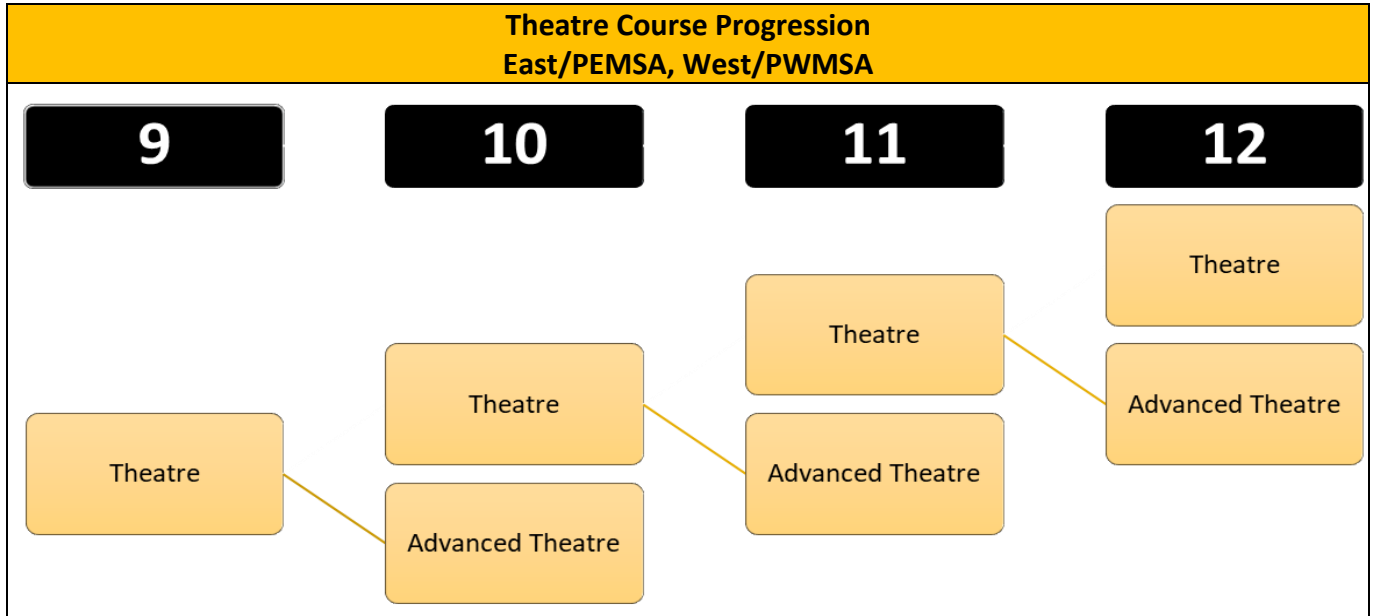 Theatre Course Progression
East/PEMSA, West/PWMSA
9
10
11
12
Theatre
Theatre
Advanced Theatre
Theatre
Advanced Theatre
Theatre
Advanced Theatre